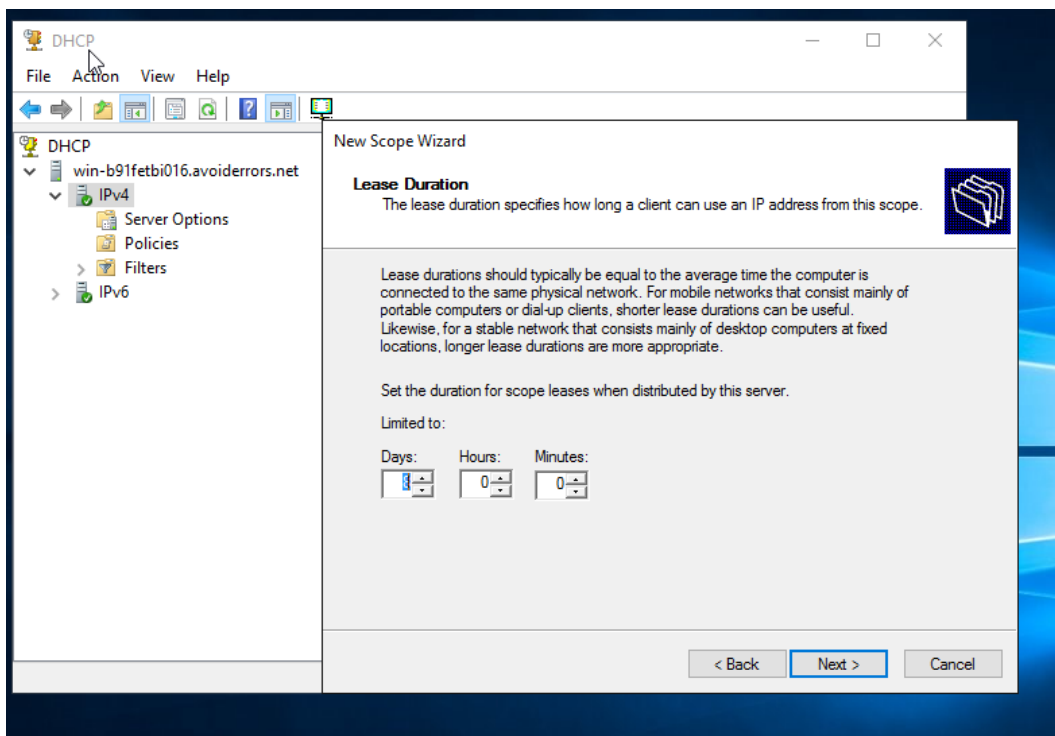 DHCP
File Action View Help
DHCP
win-b91fetbi016.avoiderrors.net
IPv4
Server Options
Policies
Filters
IPv6
New Scope Wizard
Lease Duration
The lease duration specifies how long a client can use an IP address from this scope.
Lease durations should typically be equal to the average time the computer is
connected to the same physical network. For mobile networks that consist mainly of
portable computers or dial-up clients, shorter lease durations can be useful.
Likewise, for a stable network that consists mainly of desktop computers at fixed
locations, longer lease durations are more appropriate.
Set the duration for scope leases when distributed by this server.
Limited to:
Days: Hours: Minutes:
0 0
< Back Next > Cancel